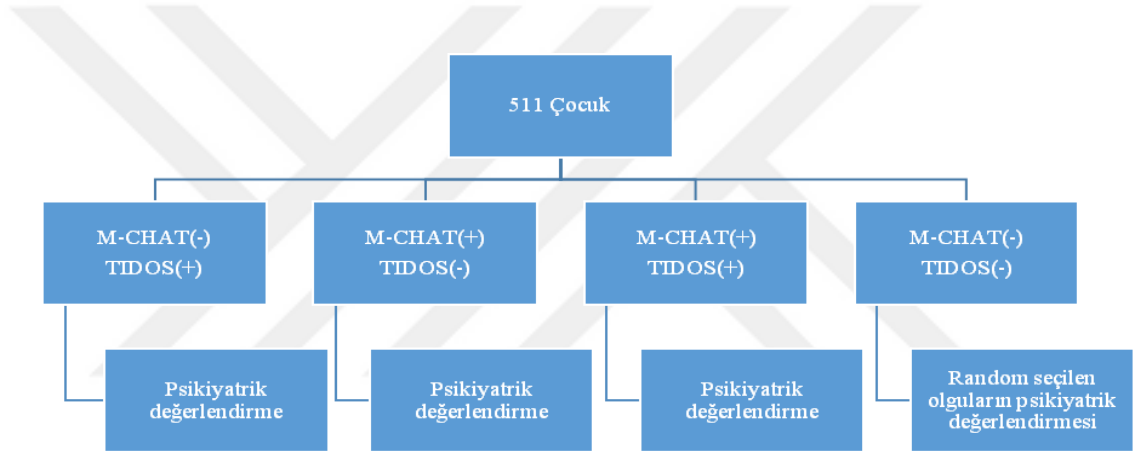 511 Çocuk
M-CHAT(-)
TIDOS(+)
M-CHAT(+)
TIDOS(-)
M-CHAT(+)
TIDOS(+)
M-CHAT(-)
TIDOS(-)
Psikiyatrik
değerlendirme
Psikiyatrik
değerlendirme
Psikiyatrik
değerlendirme
Random seçilen
olguların psikiyatrik
değerlendirmesi